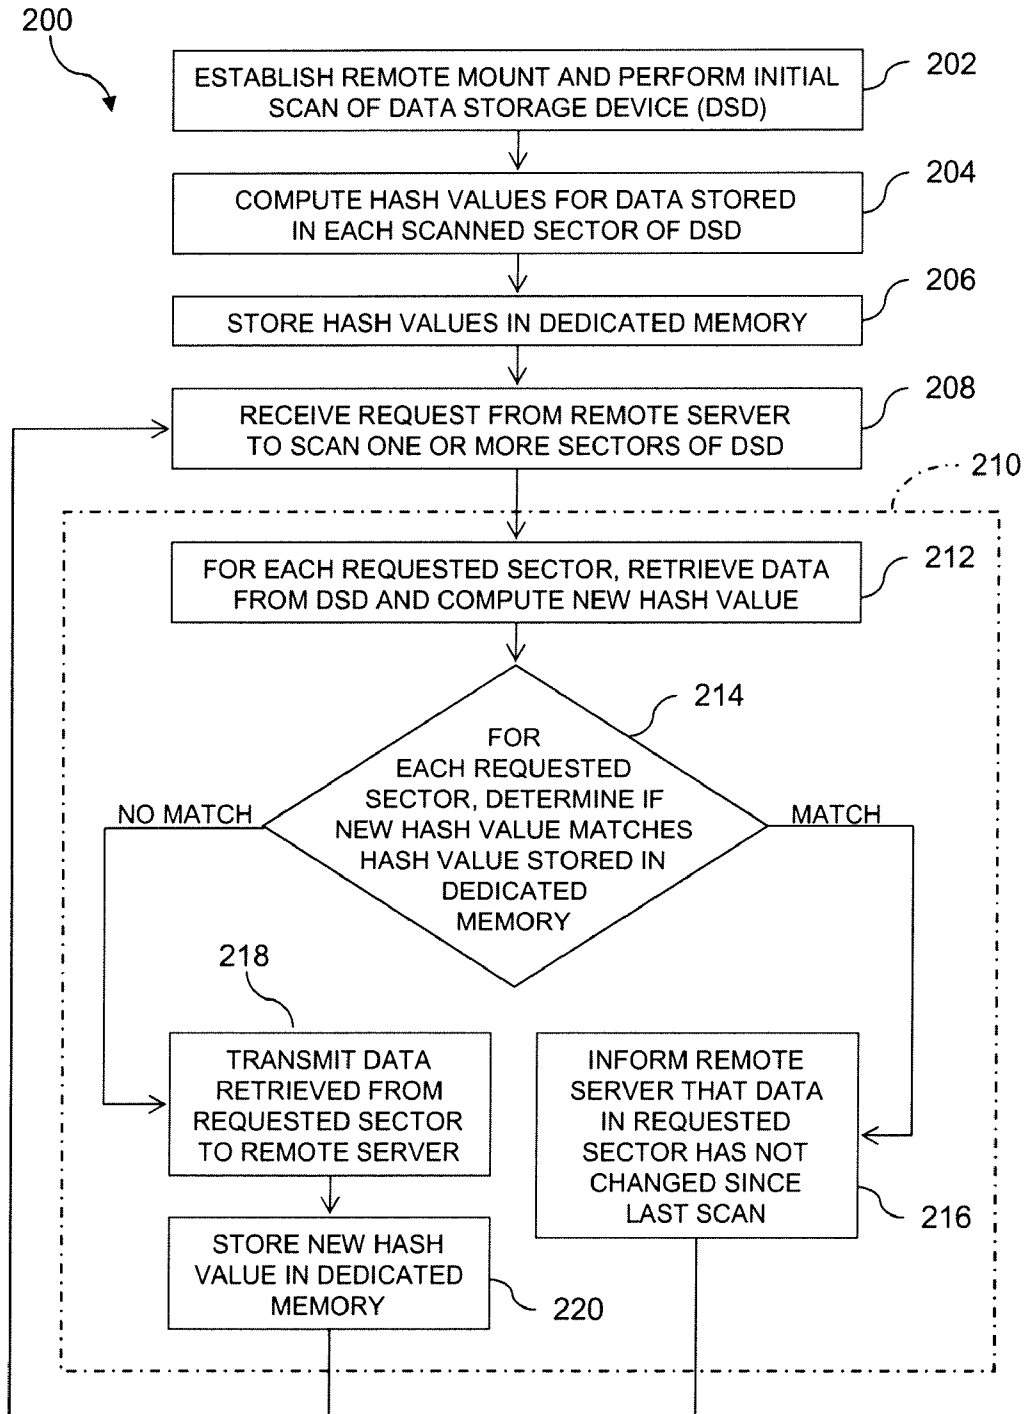 200
ESTABLISH REMOTE MOUNT AND PERFORM INITIAL
SCAN OF DATA STORAGE DEVICE (DSD)
202
COMPUTE HASH VALUES FOR DATA STORED
IN EACH SCANNED SECTOR OF DSD
204
STORE HASH VALUES IN DEDICATED MEMORY
206
RECEIVE REQUEST FROM REMOTE SERVER
TO SCAN ONE OR MORE SECTORS OF DSD
208
210
FOR EACH REQUESTED SECTOR, RETRIEVE DATA
FROM DSD AND COMPUTE NEW HASH VALUE
212
214
FOR
EACH REQUESTED
SECTOR, DETERMINE IF
NEW HASH VALUE MATCHES
HASH VALUE STORED IN
DEDICATED
MEMORY
NO MATCH
MATCH
218
TRANSMIT DATA
RETRIEVED FROM
REQUESTED SECTOR
TO REMOTE SERVER
INFORM REMOTE
SERVER THAT DATA
IN REQUESTED
SECTOR HAS NOT
CHANGED SINCE
LAST SCAN
216
STORE NEW HASH
VALUE IN DEDICATED
MEMORY
220